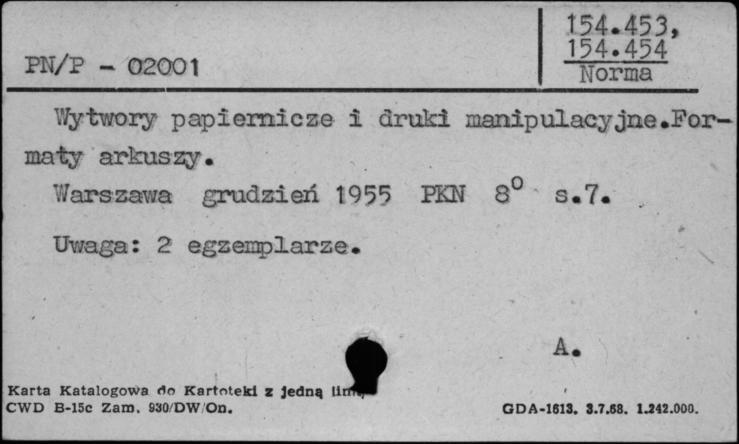 154.453,
154.454
PN/P - 02001
Norma
Wytwory papiernicze i druki manipulacyjne.For-
maty arkuszy.
Warszawa grudzień 1955 PKN 8° s.7.
Uwaga: 2 egzemplarze.
A.
Karta Katalogowa do Kartoteki z jedną
CWD B-15c Zam. 930/DW/On.
GDA-1613. 3.7.68. 1.242.000.